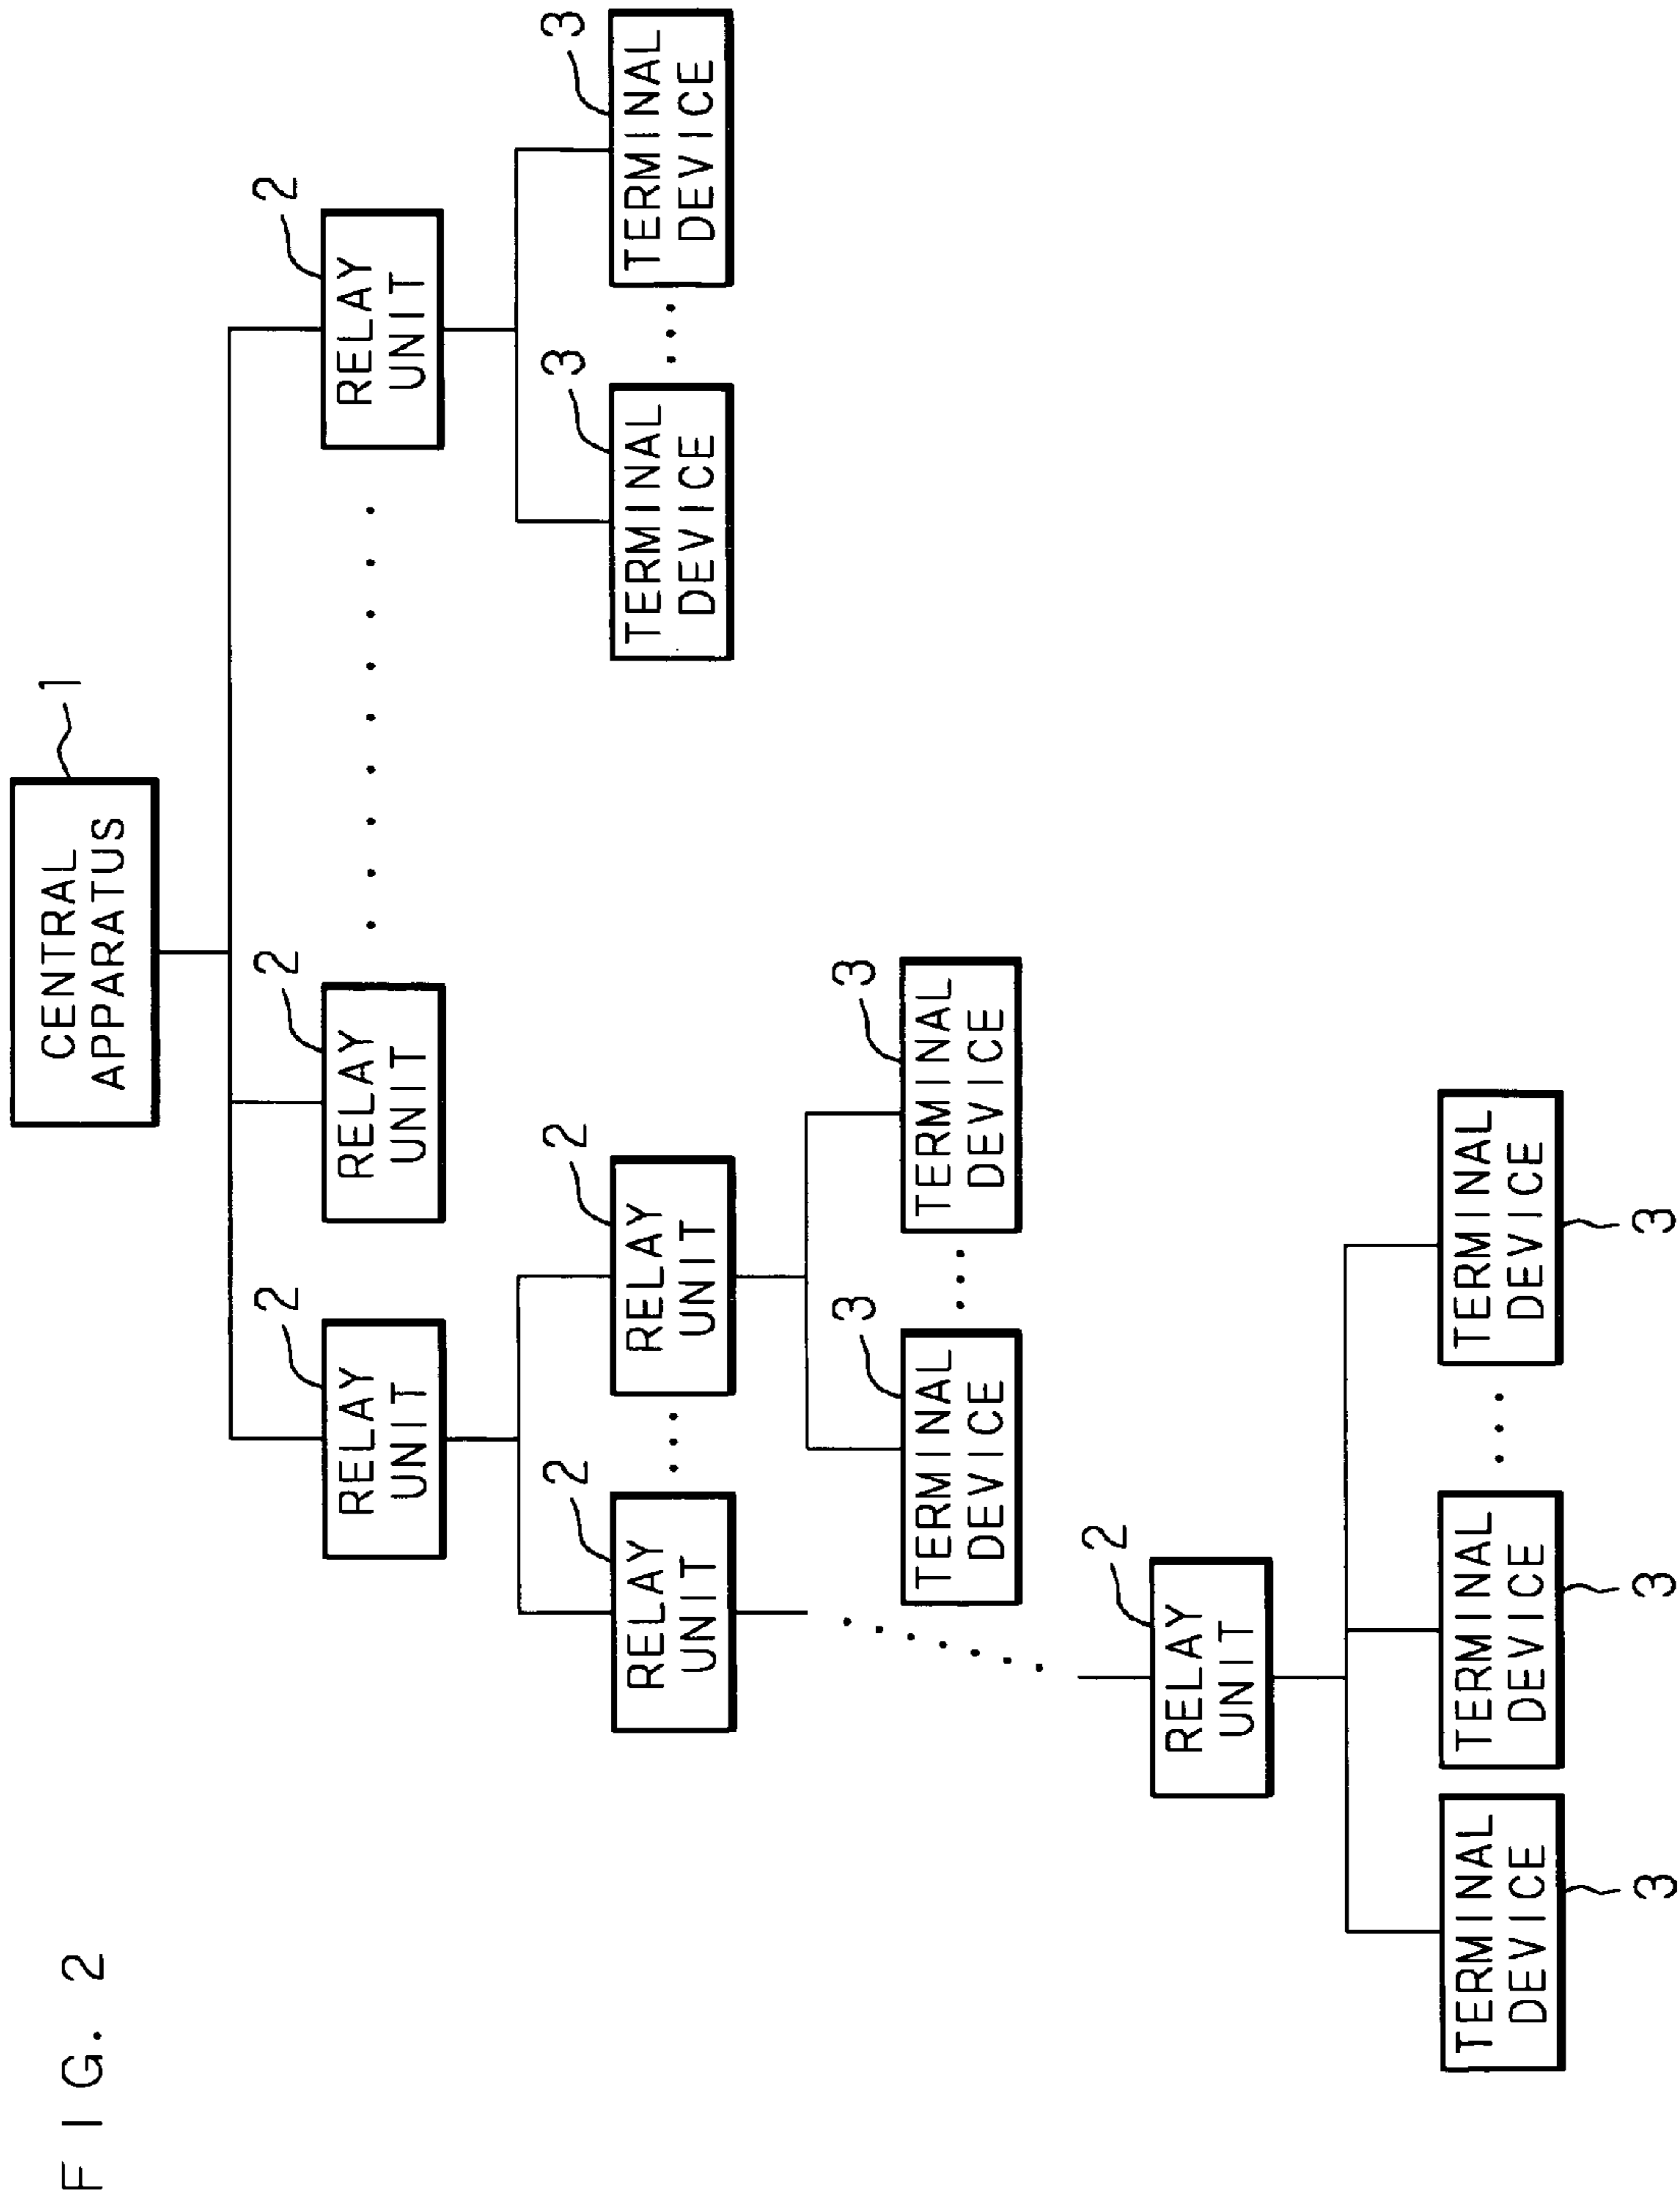 FIG. 2
CENTRAL
APPARATUS
1
RELAY
UNIT
2
RELAY
UNIT
2
RELAY
UNIT
2
RELAY
UNIT
2
RELAY
UNIT
2
TERMINAL
DEVICE
3
TERMINAL
DEVICE
3
TERMINAL
DEVICE
3
TERMINAL
DEVICE
3
RELAY
UNIT
2
TERMINAL
DEVICE
3
TERMINAL
DEVICE
3
TERMINAL
DEVICE
3